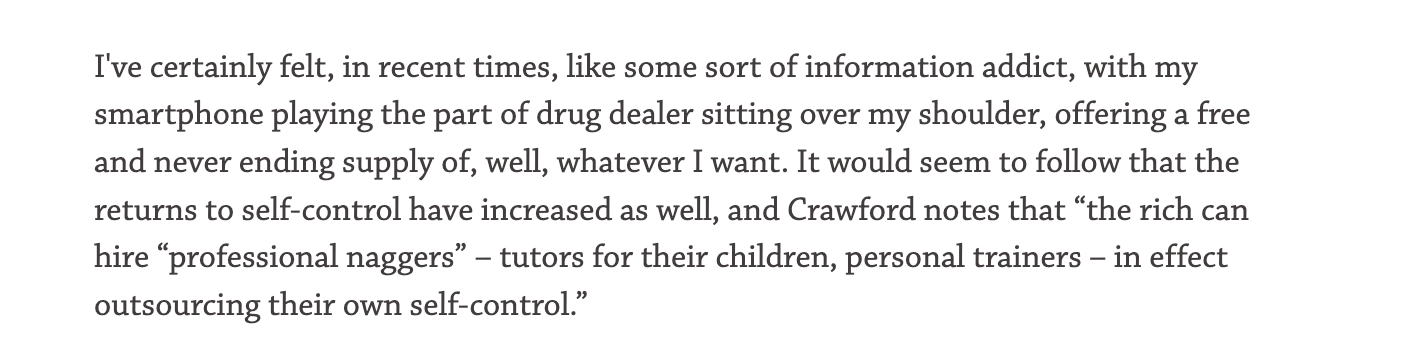 I've certainly felt, in recent times, like some sort of information addict, with my
smartphone playing the part of drug dealer sitting over my shoulder, offering a free
and never ending supply of, well, whatever I want. It would seem to follow that the
returns to self-control have increased as well, and Crawford notes that “the rich can
hire “professional naggers” – tutors for their children, personal trainers – in effect
outsourcing their own self-control.”